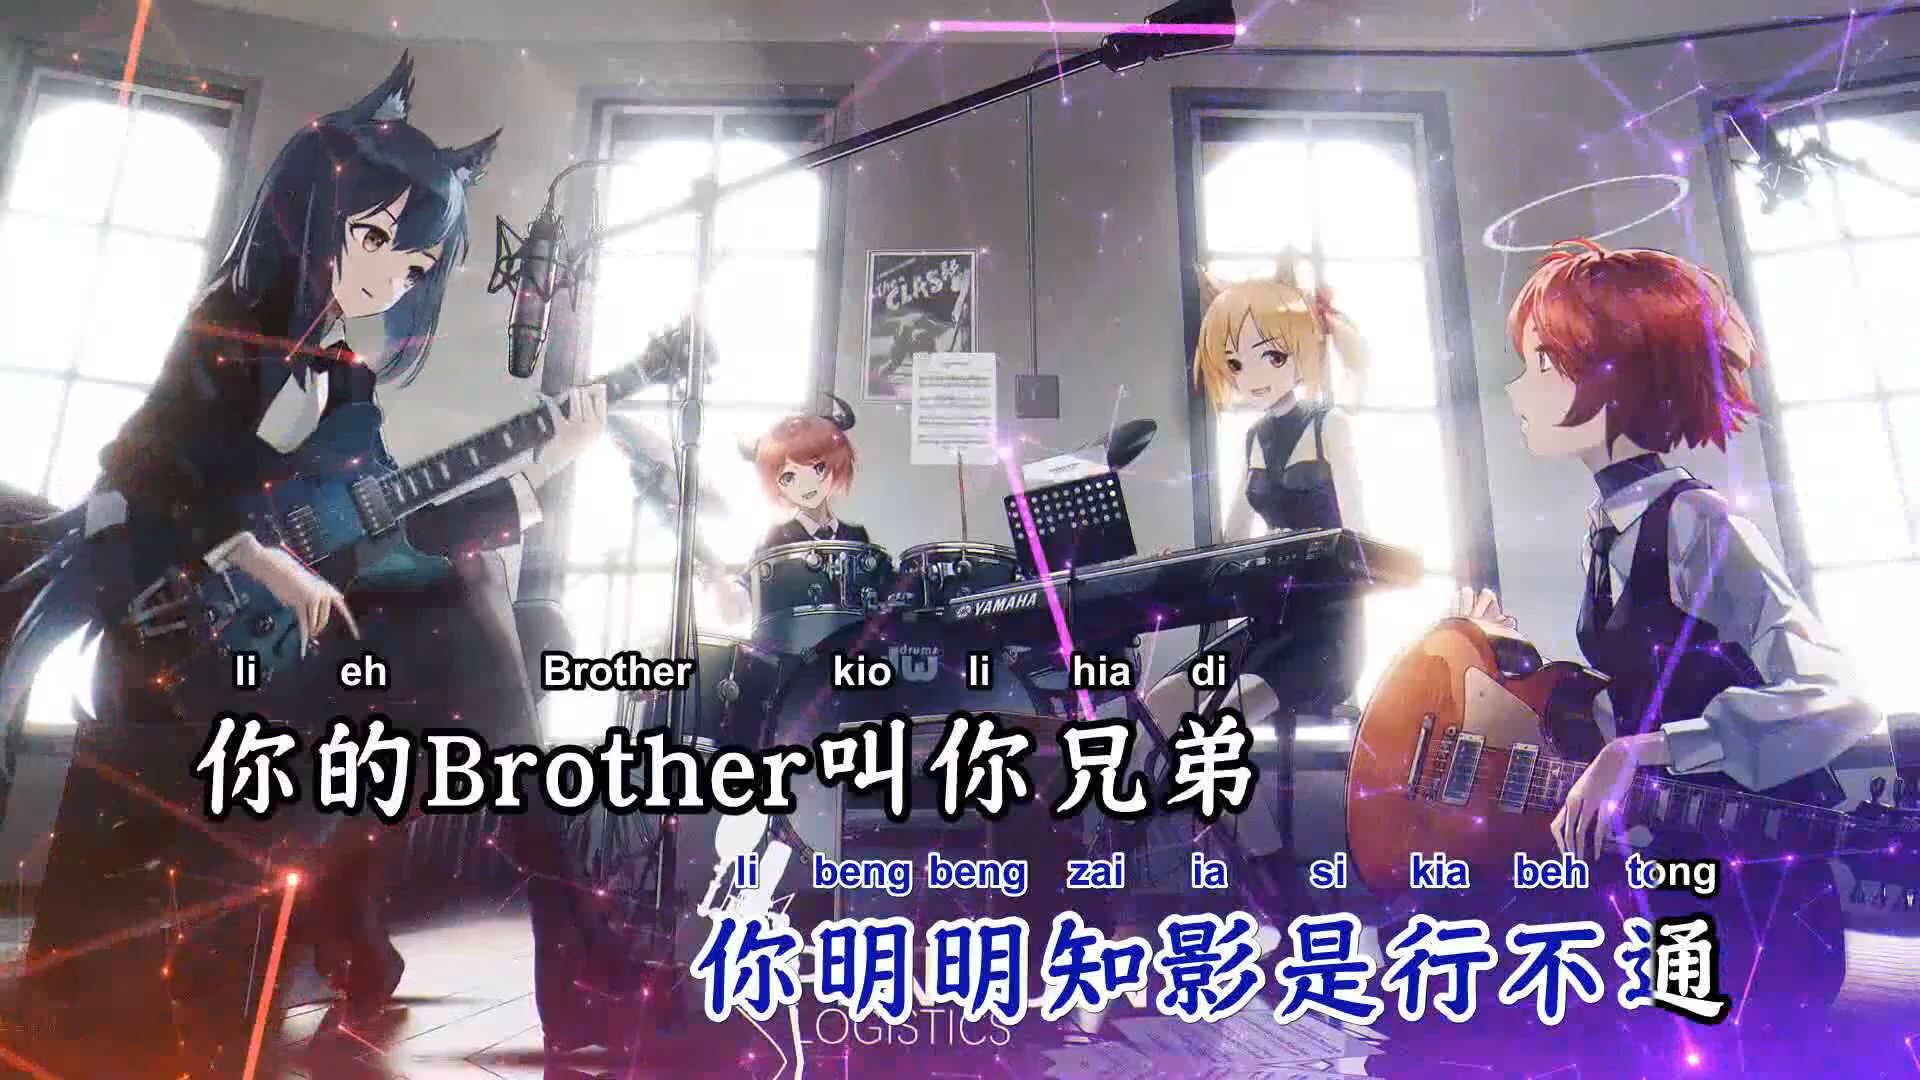 THE CLASH
YAMAHA
drums
W
li eh Brother kio li hia di
你的Brother叫你兄弟
li beng beng zai ia si kia beh tong
你明明知影是行不通
LOGISTICS